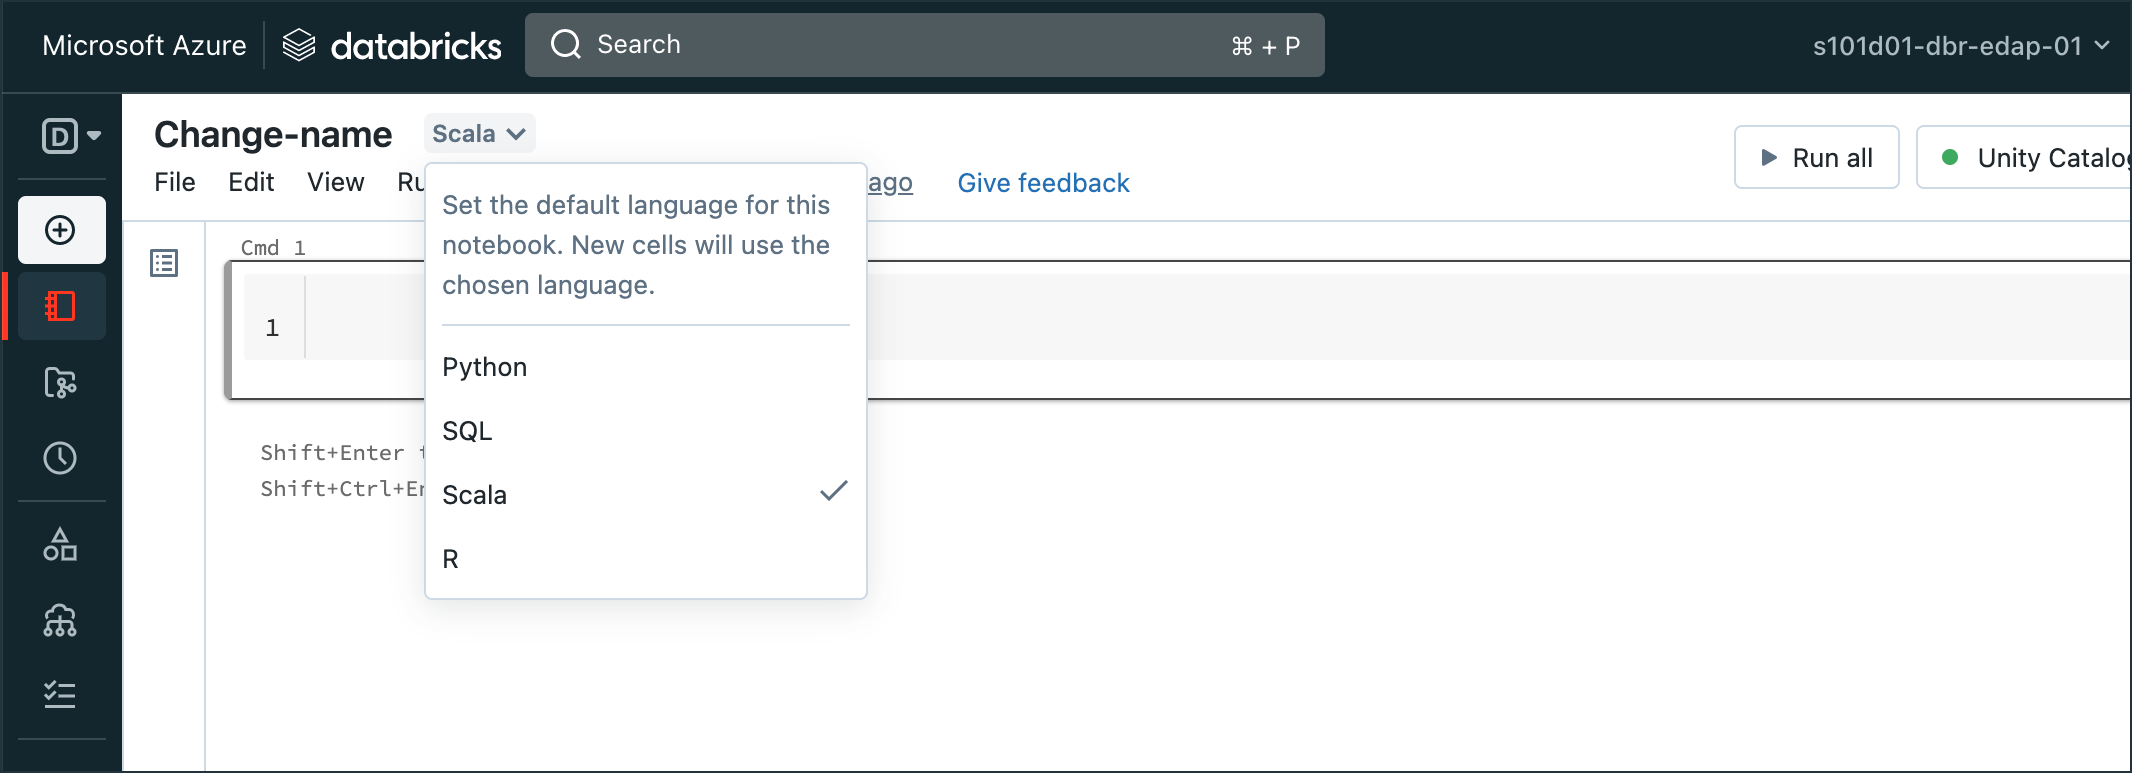 Microsoft Azure
databricks
Search
⌘ + P
s101d01-dbr-edap-01
D
Change-name
Scala
File Edit View Ru
ago
Give feedback
Run all
Unity Catalog
Set the default language for this
notebook. New cells will use the
chosen language.
Cmd 1
1
Python
SQL
Scala
R
Shift+Enter
Shift+Ctrl+En